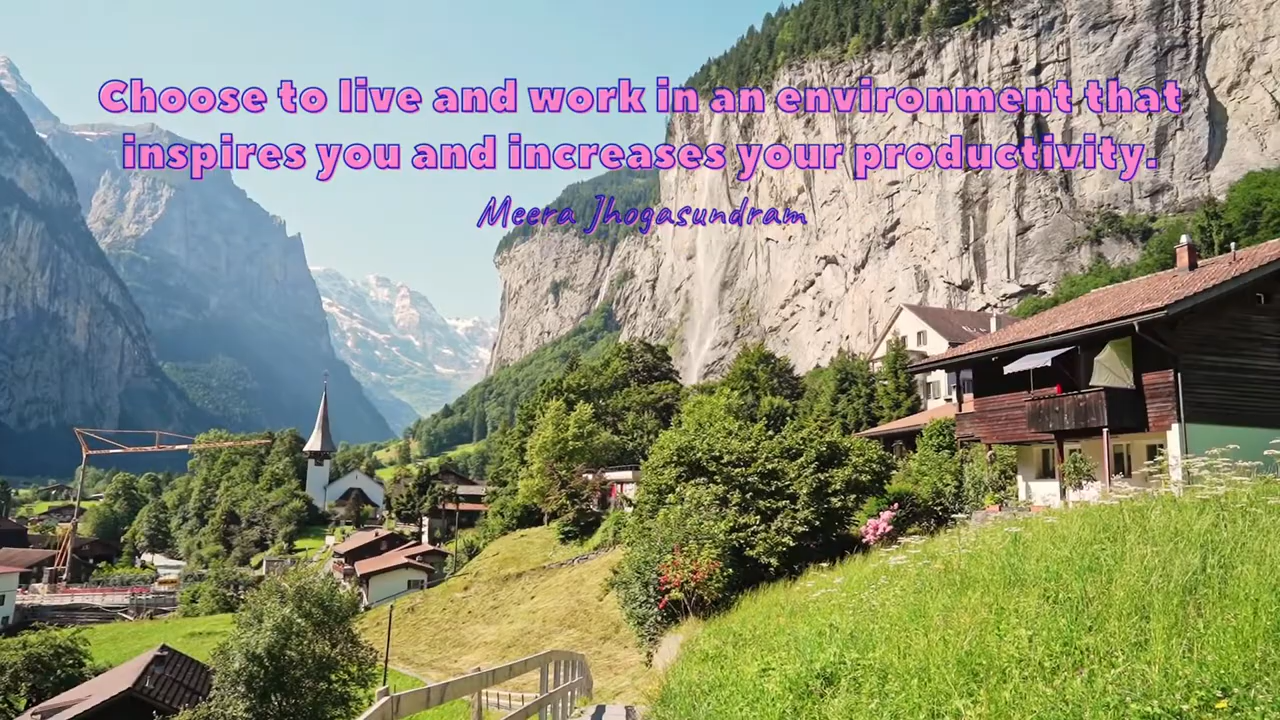 Choose to live and work in an environment that
inspires you and increases your productivity.
Meera Jhogasundram